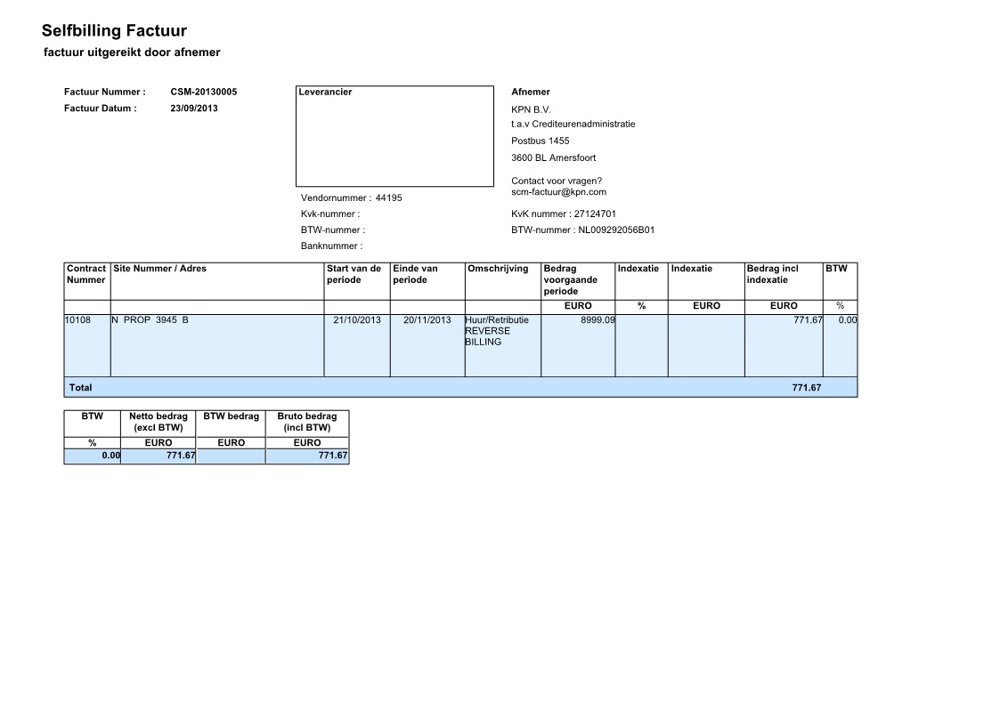 Selfbilling Factuur
factuur uitgereikt door afnemer
Factuur Nummer : CSM-20130005
Factuur Datum : 23/09/2013
Leverancier
Vendornummer : 44195
Kvk-nummer :
BTW-nummer :
Banknummer :
Afnemer
KPN B.V.
t.a.v Crediteurenadministratie
Postbus 1455
3600 BL Amersfoort
Contact voor vragen?
scm-factuur@kpn.com
KvK nummer : 27124701
BTW-nummer : NL009292056B01
Contract Nummer Site Nummer / Adres Start van de periode Einde van periode Omschrijving Bedrag voorgaande periode Indexatie Indexatie Bedrag incl indexatie BTW
EURO % EURO EURO %
10108 N PROP 3945 B 21/10/2013 20/11/2013 Huur/Retributie REVERSE BILLING 8999.09 771.67 0.00
Total 771.67
BTW Netto bedrag (excl BTW) BTW bedrag Bruto bedrag (incl BTW)
% EURO EURO EURO
0.00 771.67 771.67